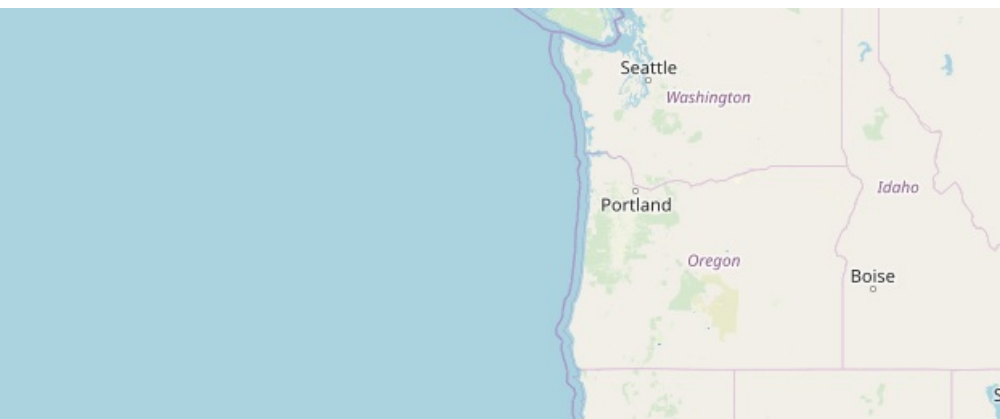 Seattle
Washington
Idaho
Portland
Oregon
Boise
S